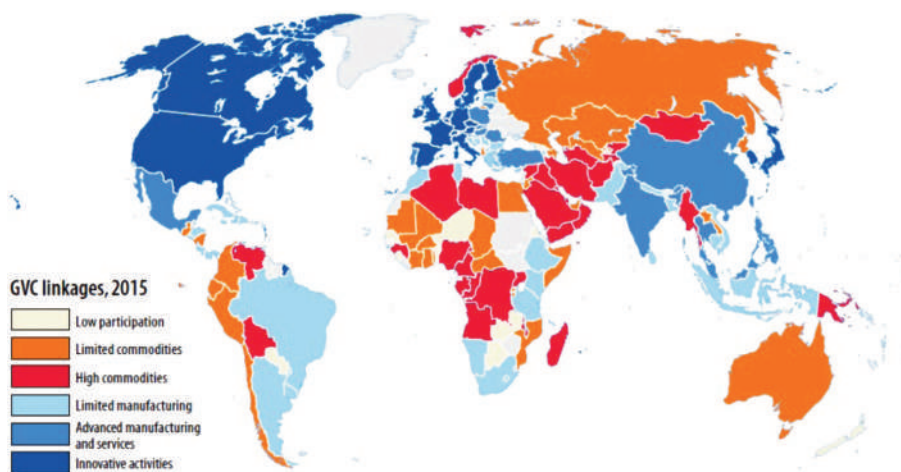 GVC linkages, 2015
Low participation
Limited commodities
High commodities
Limited manufacturing
Advanced manufacturing
and services
Innovative activities